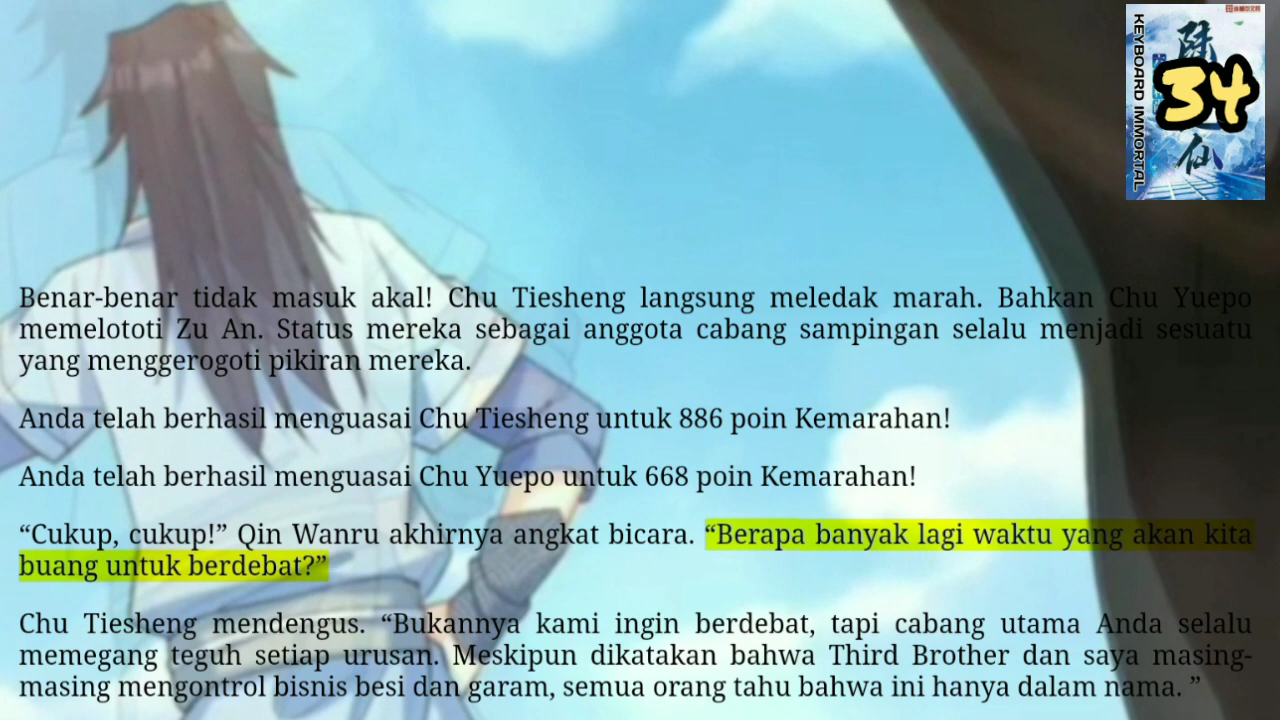 KEYBOARD IMMORTAL
34
仙
Benar-benar tidak masuk akal! Chu Tiesheng langsung meledak marah. Bahkan Chu Yuepo
memelototi Zu An. Status mereka sebagai anggota cabang sampingan selalu menjadi sesuatu
yang menggerogoti pikiran mereka.
Anda telah berhasil menguasai Chu Tiesheng untuk 886 poin Kemarahan!
Anda telah berhasil menguasai Chu Yuepo untuk 668 poin Kemarahan!
“Cukup, cukup!” Qin Wanru akhirnya angkat bicara. “Berapa banyak lagi waktu yang akan kita
buang untuk berdebat?”
Chu Tiesheng mendengus. “Bukannya kami ingin berdebat, tapi cabang utama Anda selalu
memegang teguh setiap urusan. Meskipun dikatakan bahwa Third Brother dan saya masing-
masing mengontrol bisnis besi dan garam, semua orang tahu bahwa ini hanya dalam nama. ”